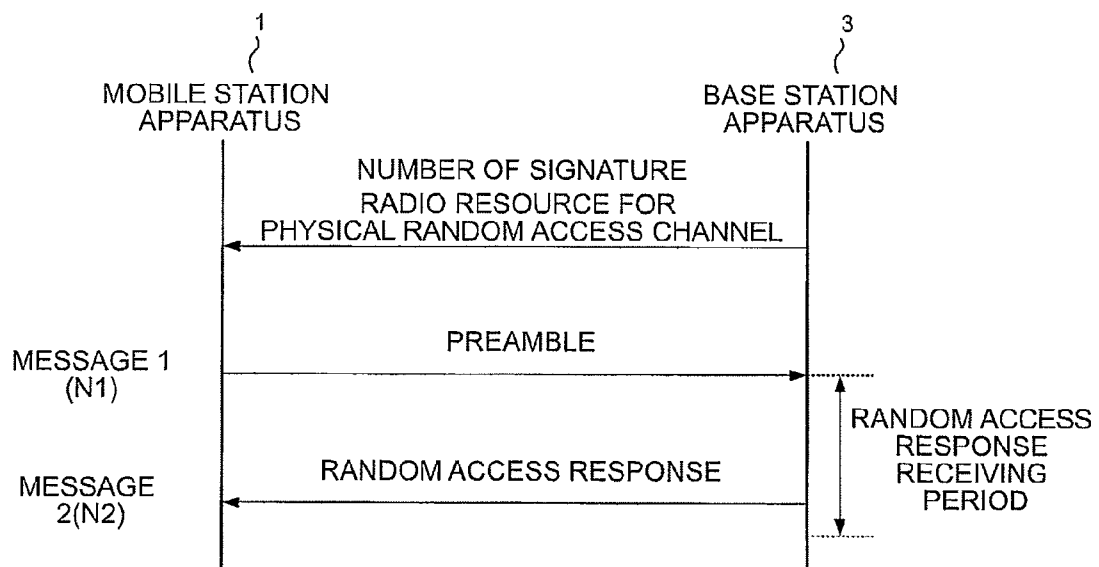 1
3
MOBILE STATION
APPARATUS
BASE STATION
APPARATUS
NUMBER OF SIGNATURE
RADIO RESOURCE FOR
PHYSICAL RANDOM ACCESS CHANNEL
PREAMBLE
MESSAGE 1
(N1)
RANDOM ACCESS
RESPONSE
RECEIVING
PERIOD
RANDOM ACCESS RESPONSE
MESSAGE
2(N2)